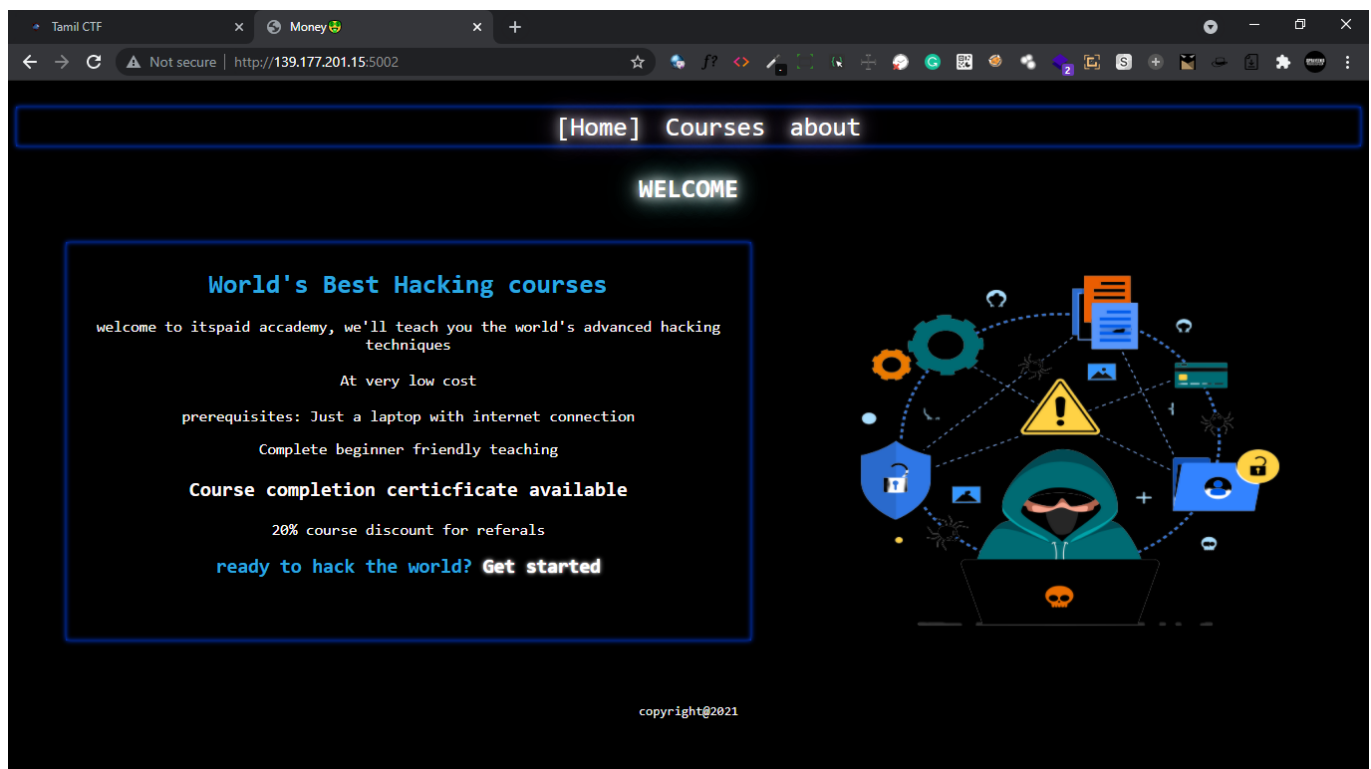 Tamil CTF
Money🤑
Not secure | http://139.177.201.15:5002
[Home] Courses about
WELCOME
World's Best Hacking courses
welcome to itspaid accademy, we'll teach you the world's advanced hacking
techniques
At very low cost
prerequisites: Just a laptop with internet connection
Complete beginner friendly teaching
Course completion certicficate available
20% course discount for referals
ready to hack the world? Get started
copyright@2021